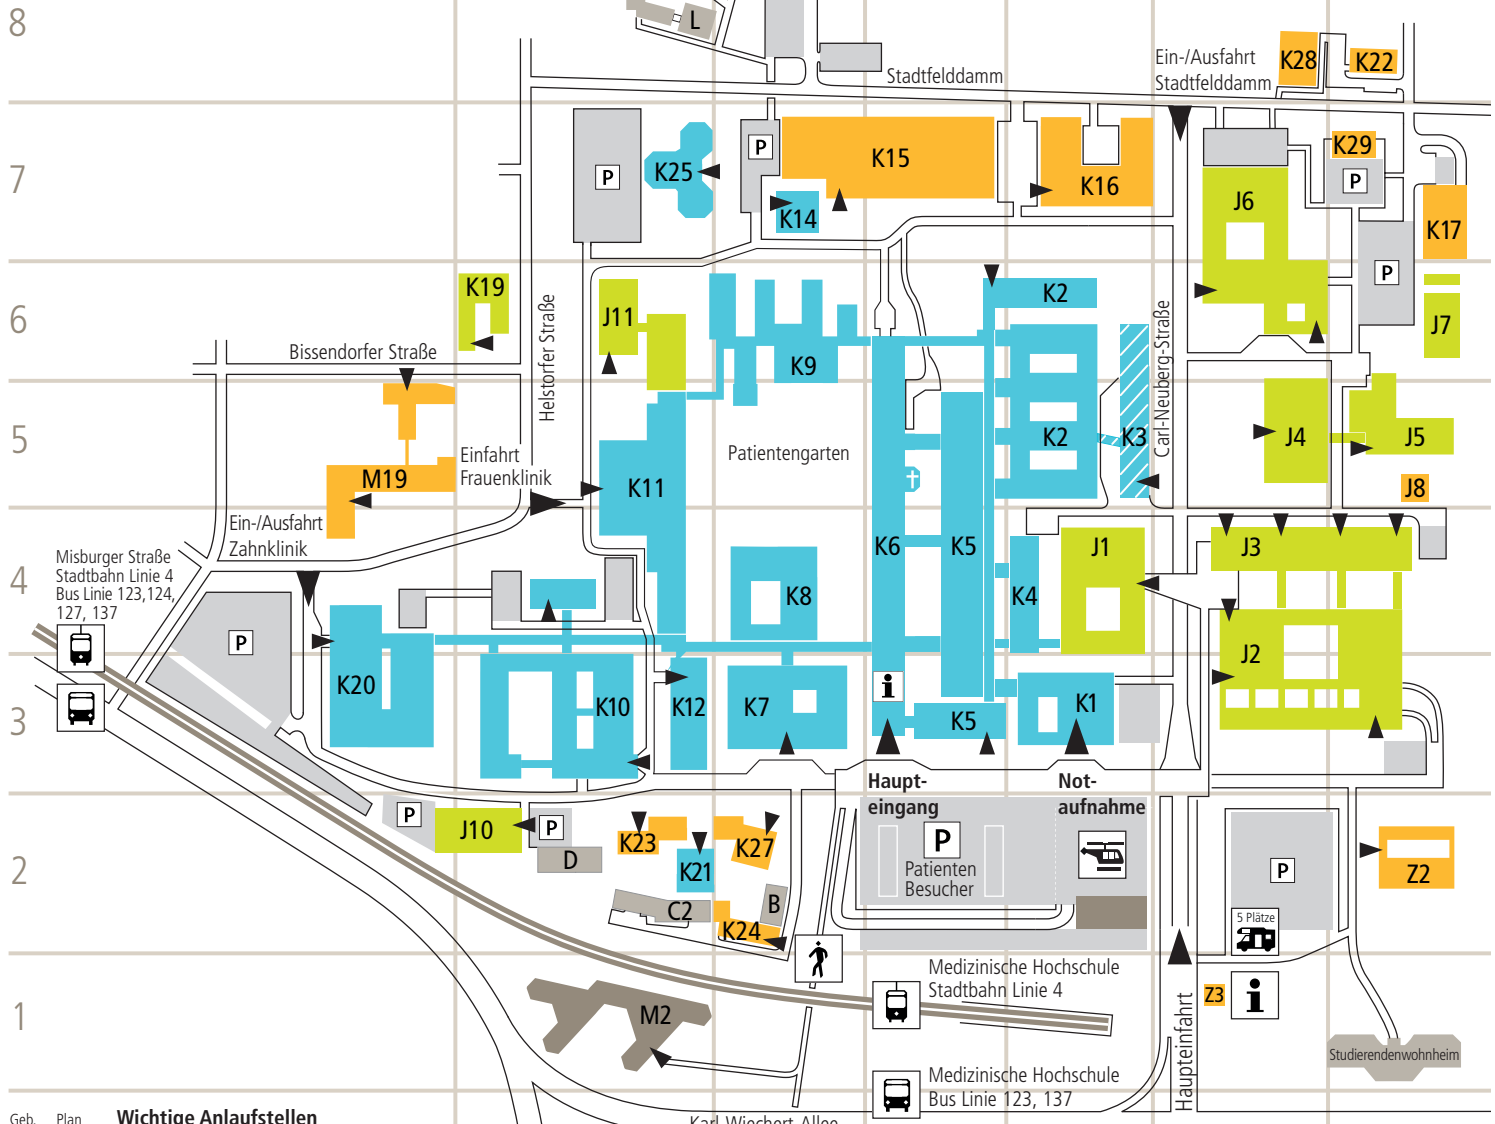 8
L
Stadtfelddamm
Ein-/Ausfahrt
Stadtfelddamm
K28
K22
7
P
K25
P
K15
K14
K16
J6
K29
P
K17
6
K19
J11
K9
K2
P
J7
Bissendorfer Straße
Helstorfer Straße
Carl-Neuberg-Straße
5
M19
Einfahrt
Frauenklinik
K11
Patientengarten
K2
K3
J4
J5
J8
Ein-/Ausfahrt
Zahnklinik
Misburger Straße
Stadtbahn Linie 4
Bus Linie 123,124,
127, 137
4
K8
K6
K5
K4
J1
J3
P
J2
3
K20
K10
K12
K7
i
K5
K1
Haupt-
eingang
Not-
aufnahme
2
P
J10
P
D
K23
K21
K27
C2
B
K24
P
Patienten
Besucher
P
5 Plätze
Z2
1
M2
Medizinische Hochschule
Stadtbahn Linie 4
Z3
i
Haupteinfahrt
Studierendenwohnheim
Medizinische Hochschule
Bus Linie 123, 137
Geb. Plan Wichtige Anlaufstellen
Karl-Wiechert-Allee